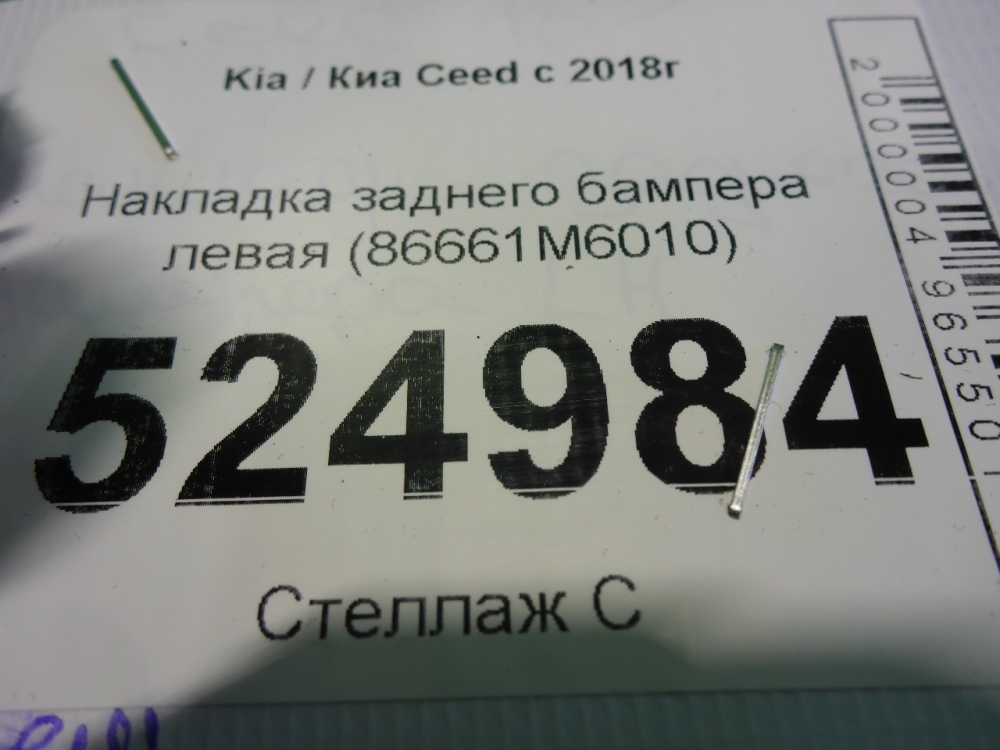 Kia / Киа Ceed с 2018г
Накладка заднего бампера
левая (86661M6010)
524984
Стеллаж С
2000004965501